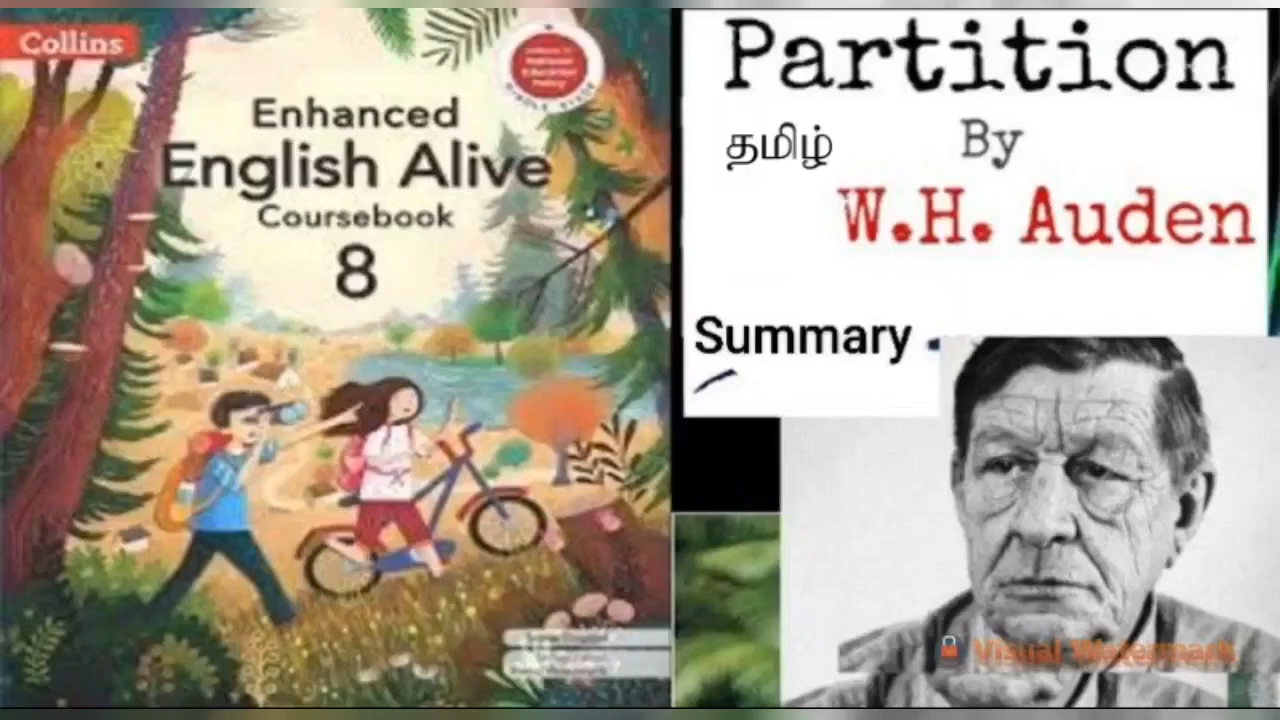 Collins
Enhanced
English Alive
Coursebook
8
Partition
தமிழ்
By
W.H. Auden
Summary
Visual Watermark